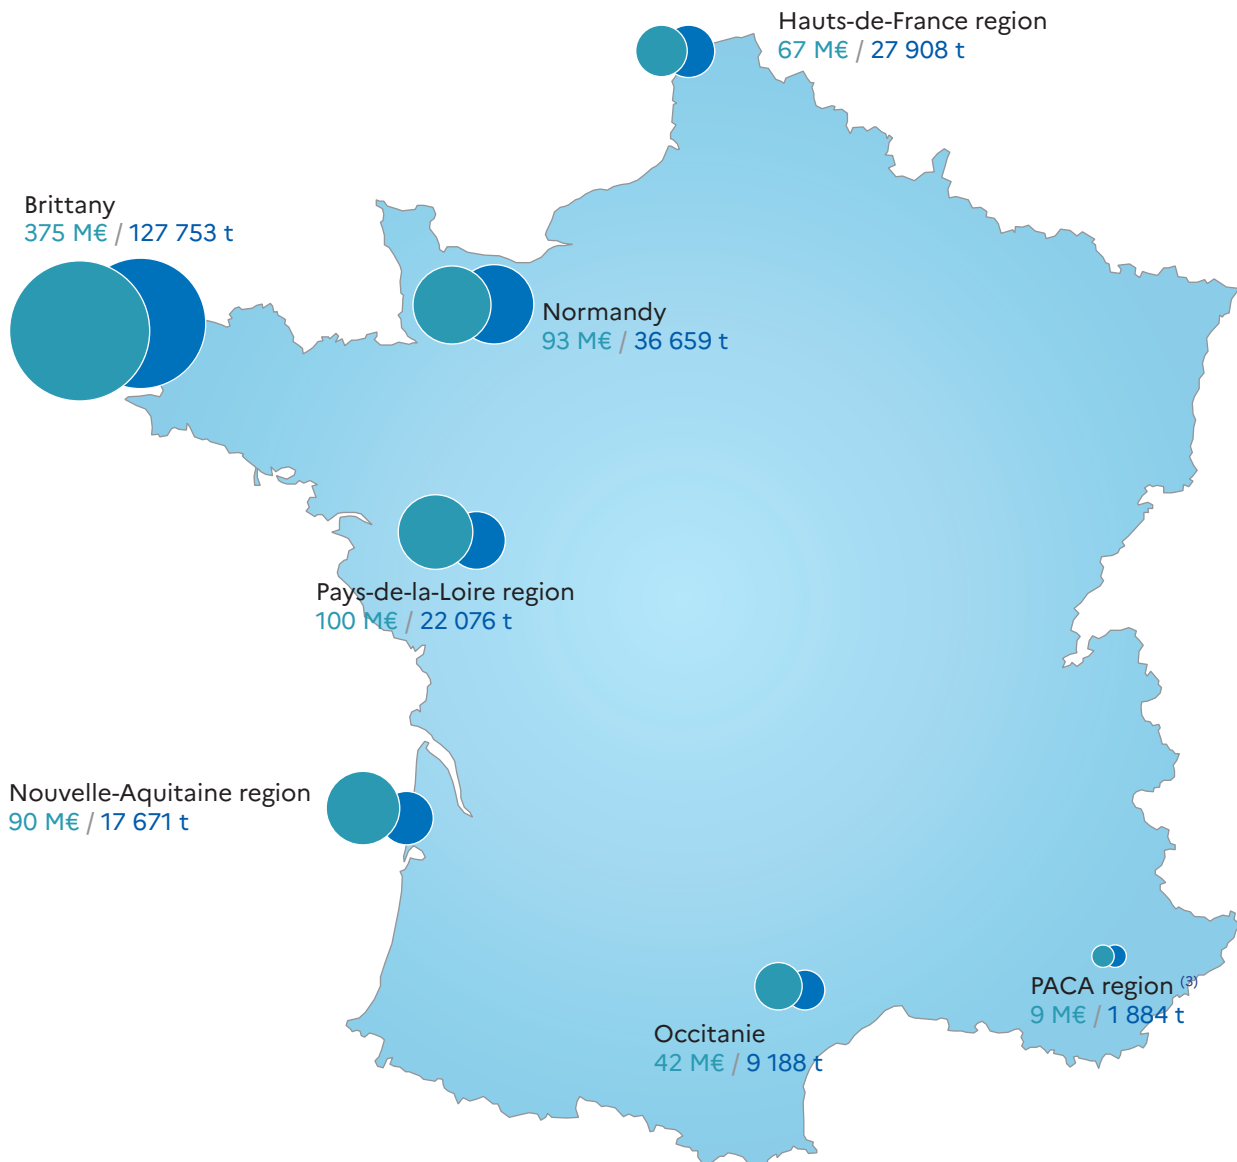 Hauts-de-France region
67 M€ / 27 908 t
Brittany
375 M€ / 127 753 t
Normandy
93 M€ / 36 659 t
Pays-de-la-Loire region
100 M€ / 22 076 t
Nouvelle-Aquitaine region
90 M€ / 17 671 t
PACA region (3)
9 M€ / 1 884 t
Occitanie
42 M€ / 9 188 t